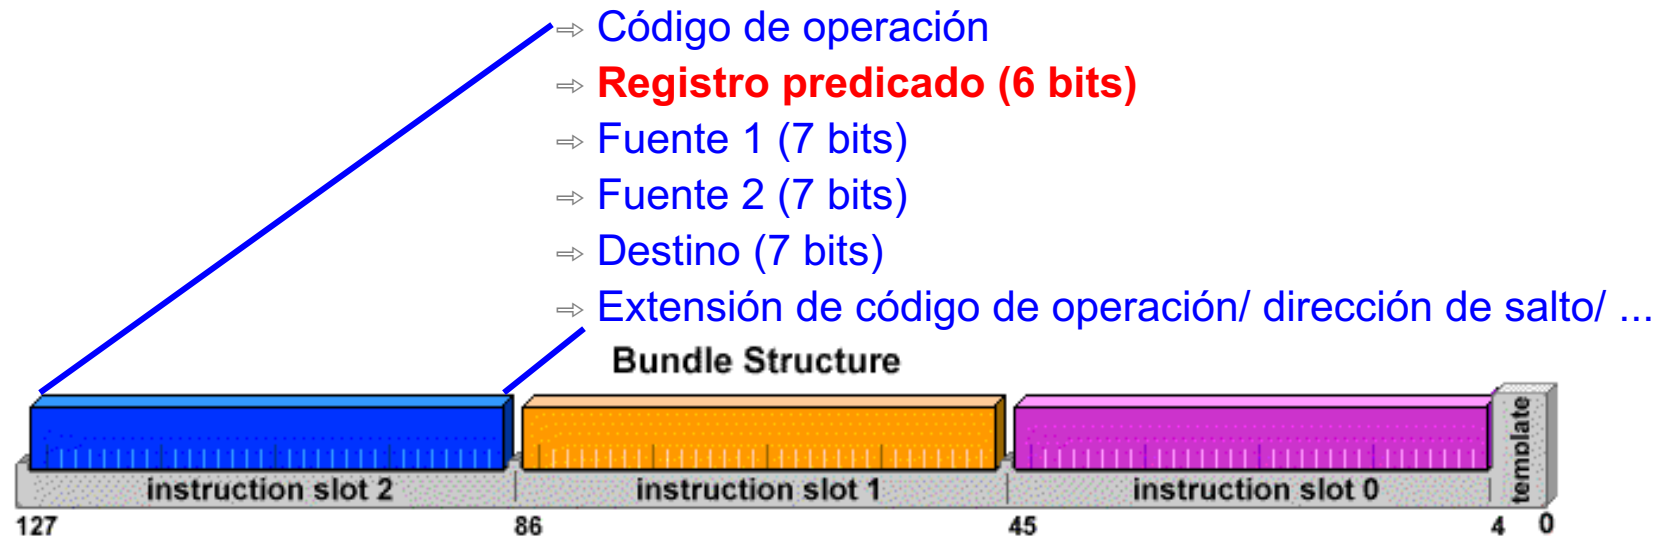 ⇨ Código de operación
⇨ Registro predicado (6 bits)
⇨ Fuente 1 (7 bits)
⇨ Fuente 2 (7 bits)
⇨ Destino (7 bits)
⇨ Extensión de código de operación/ dirección de salto/ ...
Bundle Structure
instruction slot 2 instruction slot 1 instruction slot 0 template
127 86 45 4 0